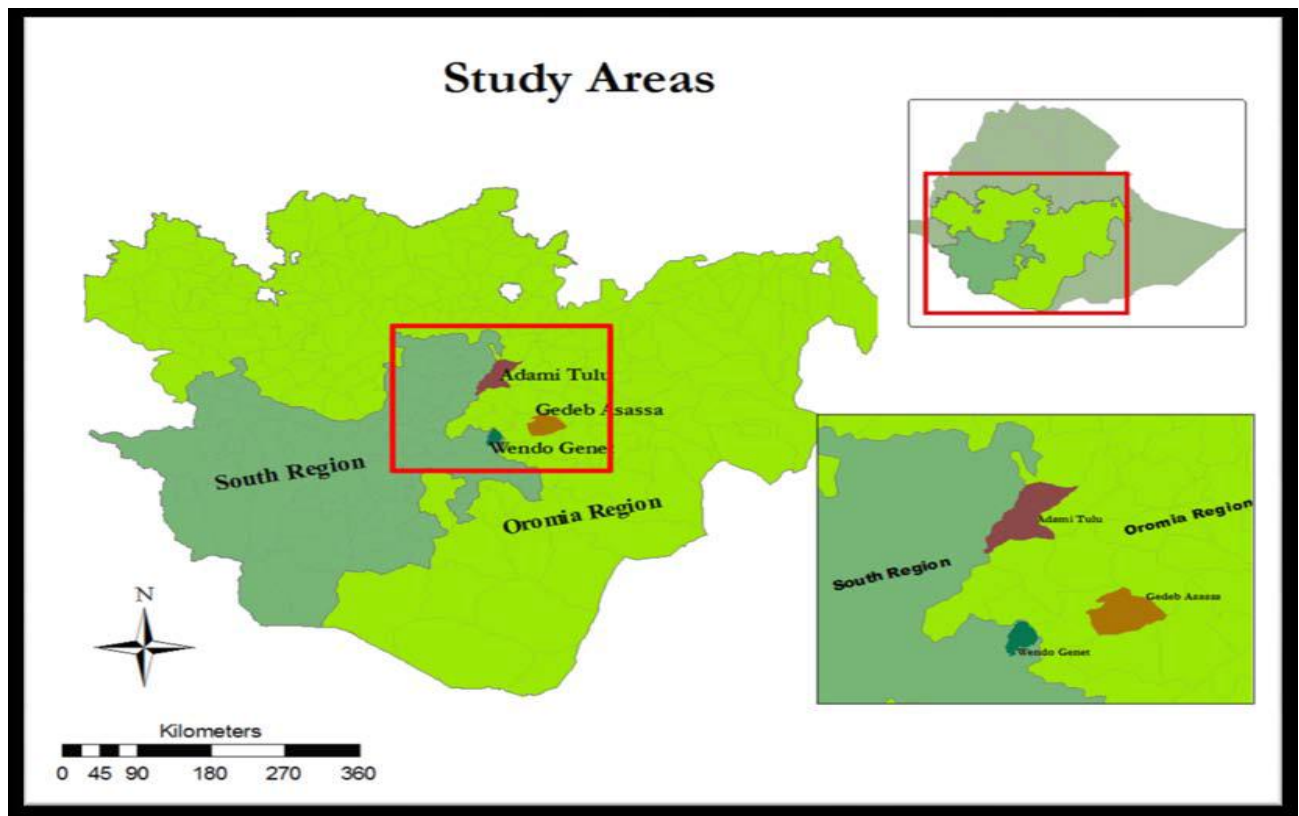 Study Areas
Adami Tulu
Gedeb Asassa
Wendo Genet
South Region
Oromia Region
Adami Tulu
Oromia Region
South Region
Gedeb Asassa
Wendo Genet
N
Kilometers
0 45 90 180 270 360